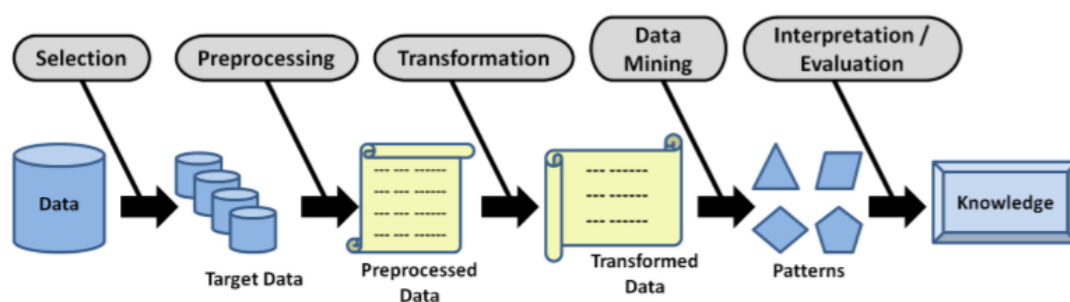 Selection
Preprocessing
Transformation
Data
Mining
Interpretation /
Evaluation
Data
Target Data
--- --- ------
--- --- ------
--- --- ------
--- --- ------
Preprocessed
Data
--- ------
--- ------
--- ------
Transformed
Data
Patterns
Knowledge